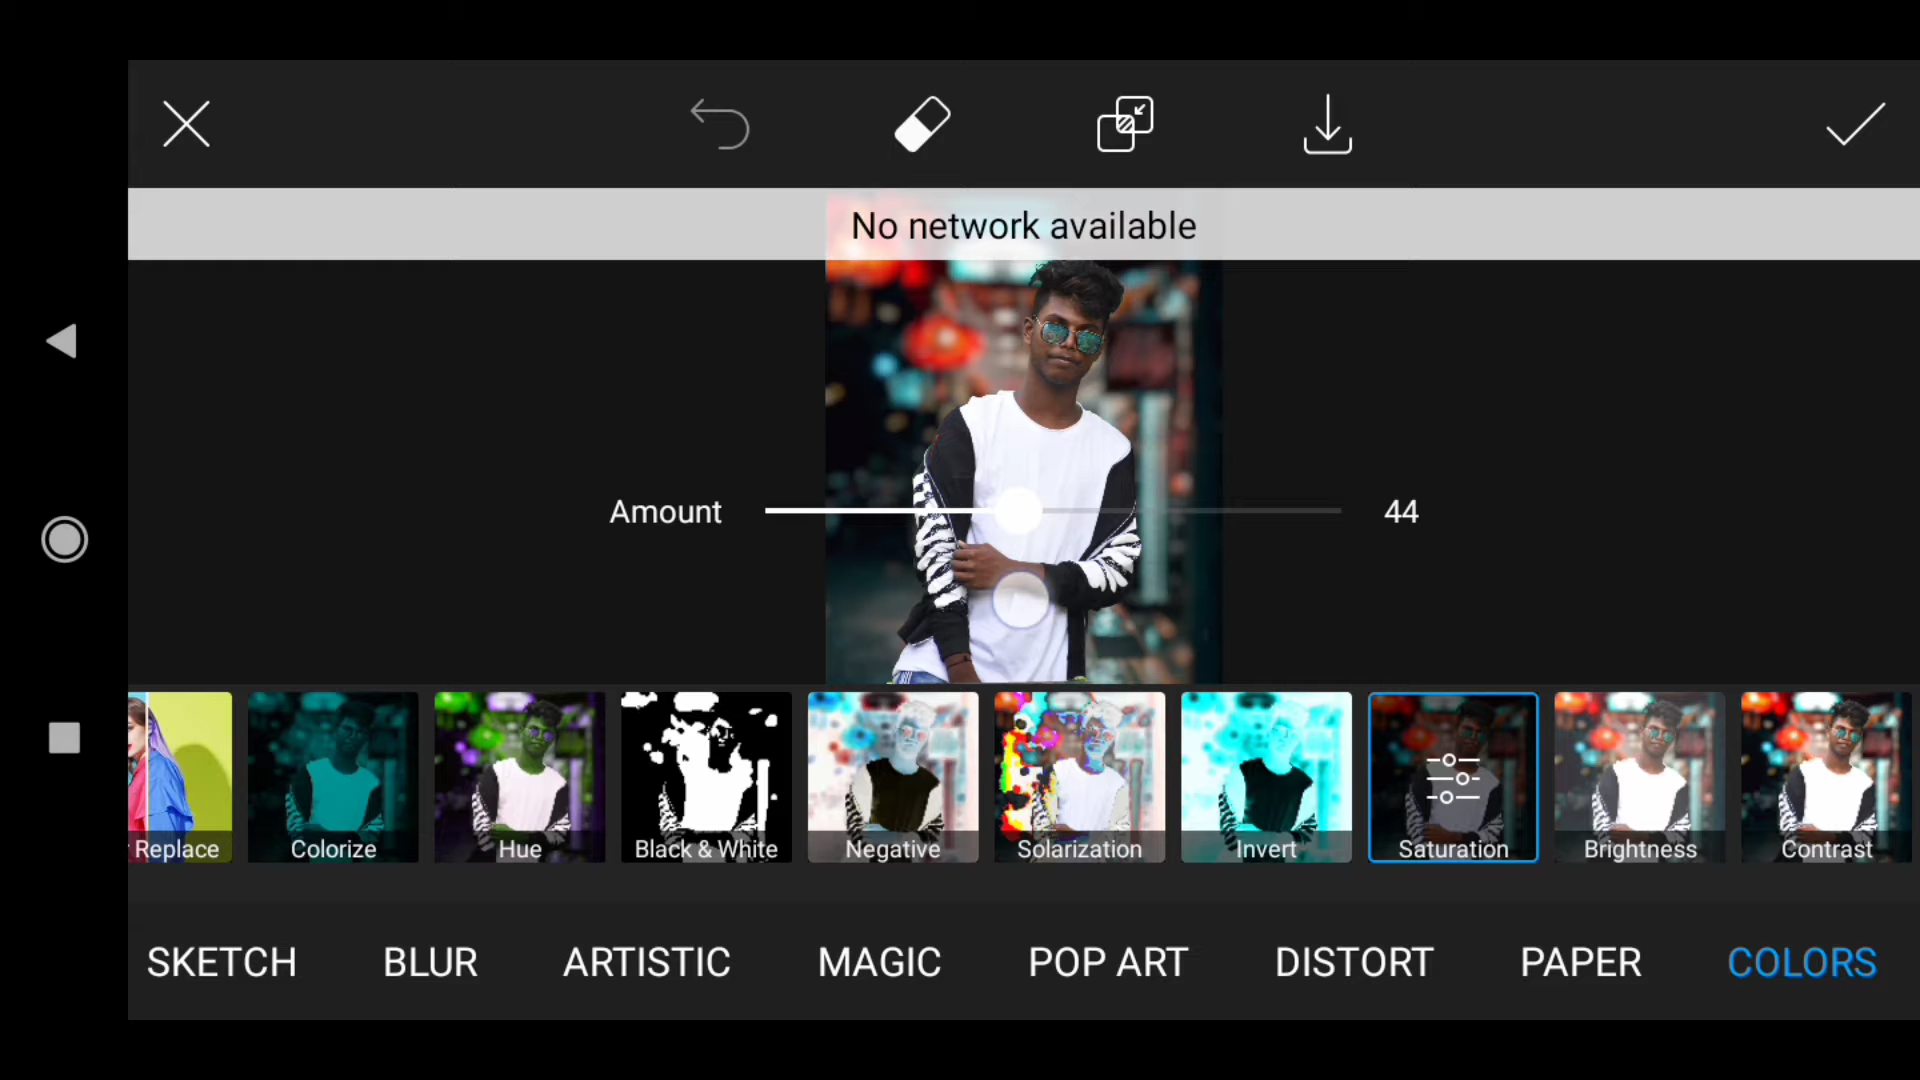 No network available
Amount 44
Replace Colorize Hue Black & White Negative Solarization Invert Saturation Brightness Contrast
SKETCH BLUR ARTISTIC MAGIC POP ART DISTORT PAPER COLORS